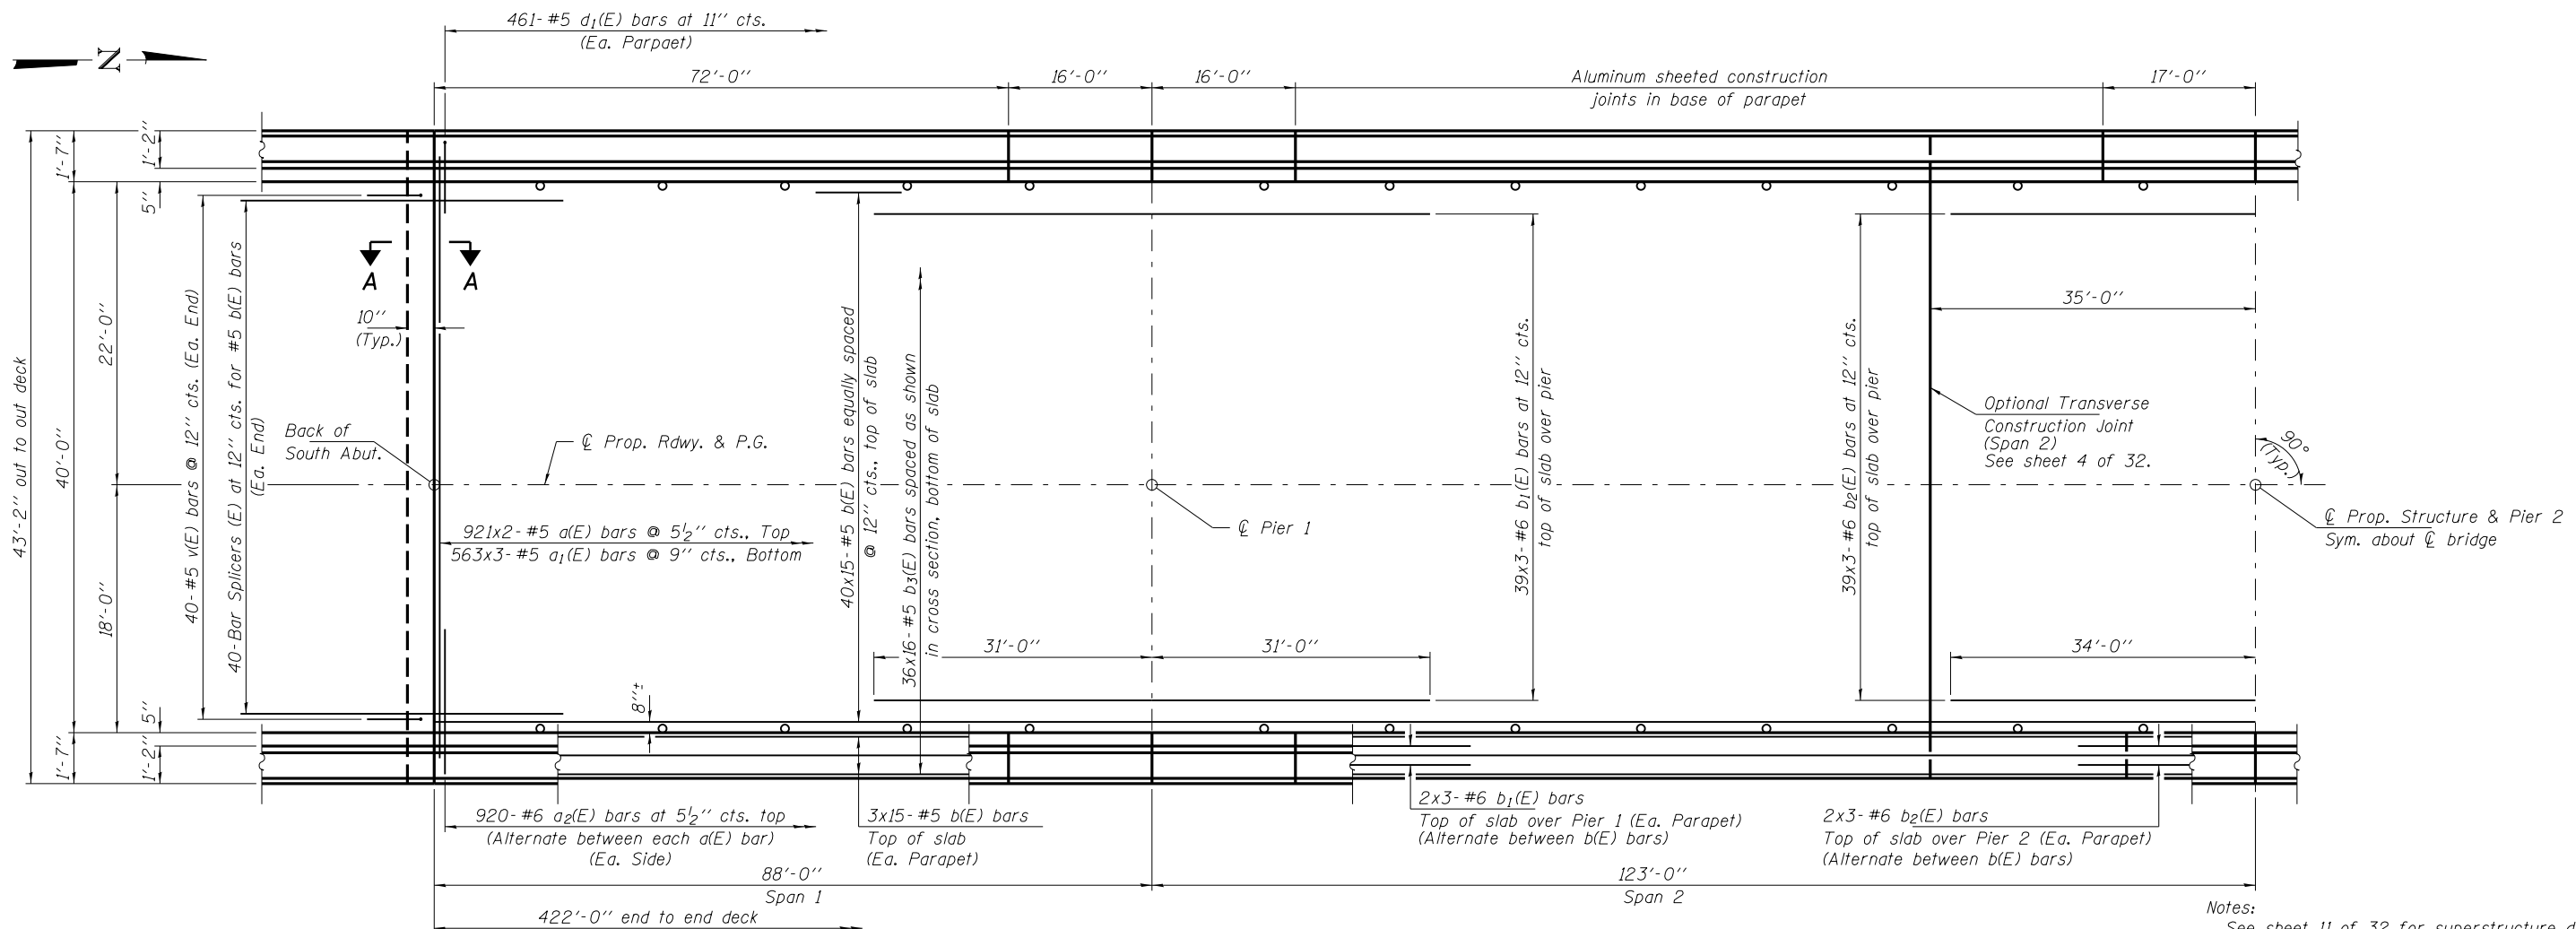 461-#5 d1(E) bars at 11'' cts.
(Ea. Parpaet)
N
72'-0''
16'-0''
16'-0''
Aluminum sheeted construction
joints in base of parapet
17'-0''
43'-2'' out to out deck
1'-7''
40'-0''
1'-7''
22'-0''
18'-0''
1'-2''
5''
5''
1'-2''
40-#5 v(E) bars @ 12'' cts. (Ea. End)
40-Bar Splicers (E) at 12'' cts. for #5 b(E) bars
(Ea. End)
A
A
10''
(Typ.)
Back of
South Abut.
℄ Prop. Rdwy. & P.G.
921x2-#5 a(E) bars @ 5½'' cts., Top
563x3-#5 a1(E) bars @ 9'' cts., Bottom
8''±
40x15-#5 b(E) bars equally spaced
@ 12'' cts., top of slab
36x16-#5 b3(E) bars spaced as shown
in cross section, bottom of slab
℄ Pier 1
31'-0''
31'-0''
39x3-#6 b1(E) bars at 12'' cts.
top of slab over pier
39x3-#6 b2(E) bars at 12'' cts.
top of slab over pier
35'-0''
Optional Transverse
Construction Joint
(Span 2)
See sheet 4 of 32.
34'-0''
90°
(Typ.)
℄ Prop. Structure & Pier 2
Sym. about ℄ bridge
920-#6 a2(E) bars at 5½'' cts. top
(Alternate between each a(E) bar)
(Ea. Side)
3x15-#5 b(E) bars
Top of slab
(Ea. Parapet)
2x3-#6 b1(E) bars
Top of slab over Pier 1 (Ea. Parapet)
(Alternate between b(E) bars)
2x3-#6 b2(E) bars
Top of slab over Pier 2 (Ea. Parapet)
(Alternate between b(E) bars)
88'-0''
Span 1
123'-0''
Span 2
422'-0'' end to end deck
Notes:
See sheet 11 of 32 for superstructure d